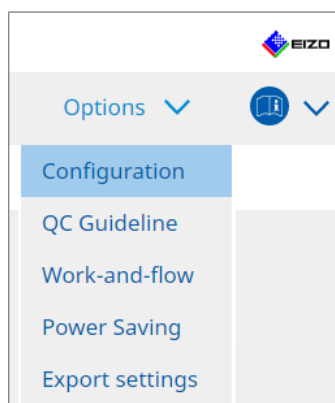 EIZO
Options
Configuration
QC Guideline
Work-and-flow
Power Saving
Export settings